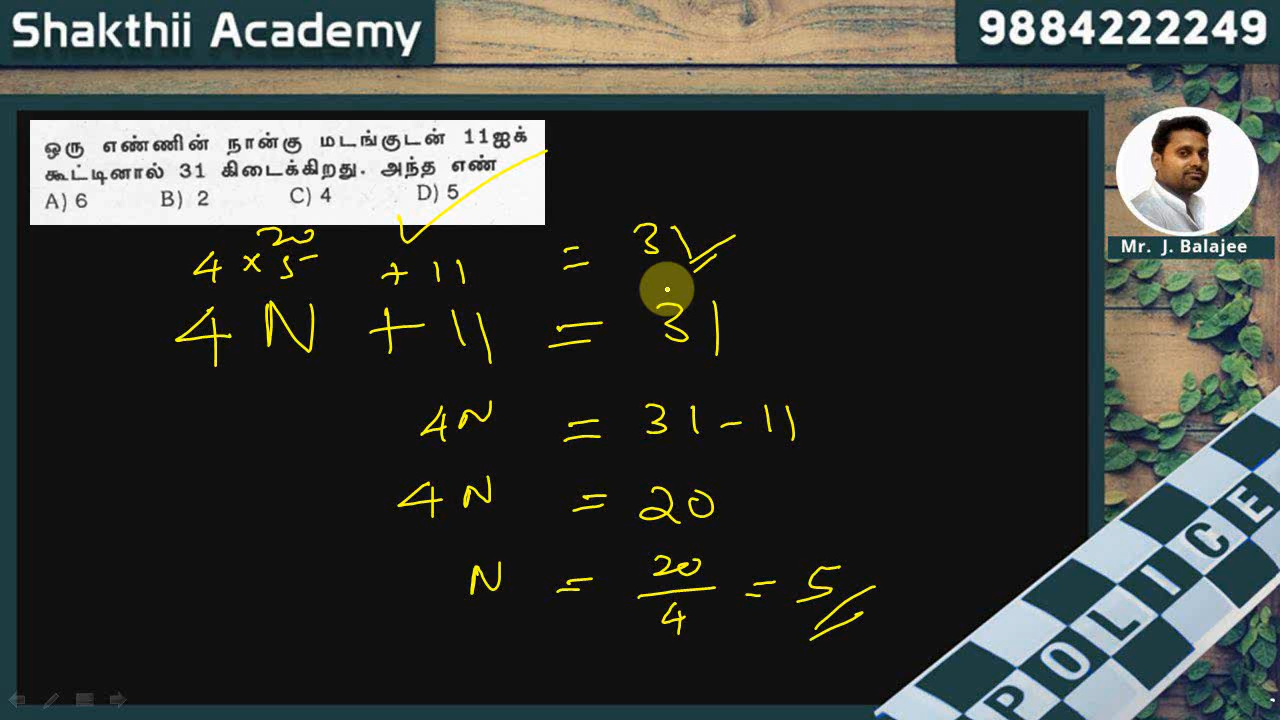 Shakthii Academy
9884222249
ஒரு எண்ணின் நான்கு மடங்குடன் 11ஐக்
கூட்டினால் 31 கிடைக்கிறது. அந்த எண்
A) 6 B) 2 C) 4 D) 5
Mr. J. Balajee
20
4 × 5 + 11 = 31
4 N + 11 = 31
4N = 31 - 11
4N = 20
N = 20/4 = 5
POLICE